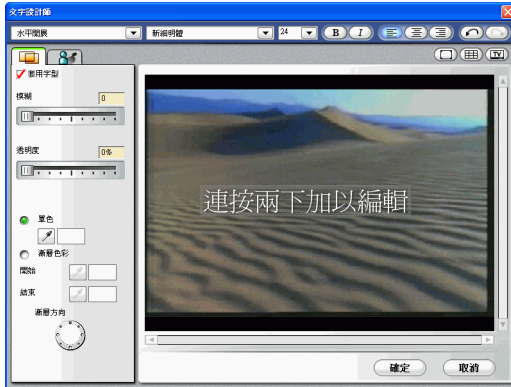 文字設計師
水平開展 新細明體 24 B I
TV
套用字型
模糊 0
透明度 0%
單色
漸層色彩
開始
結束
漸層方向
連按兩下加以編輯
確定 取消